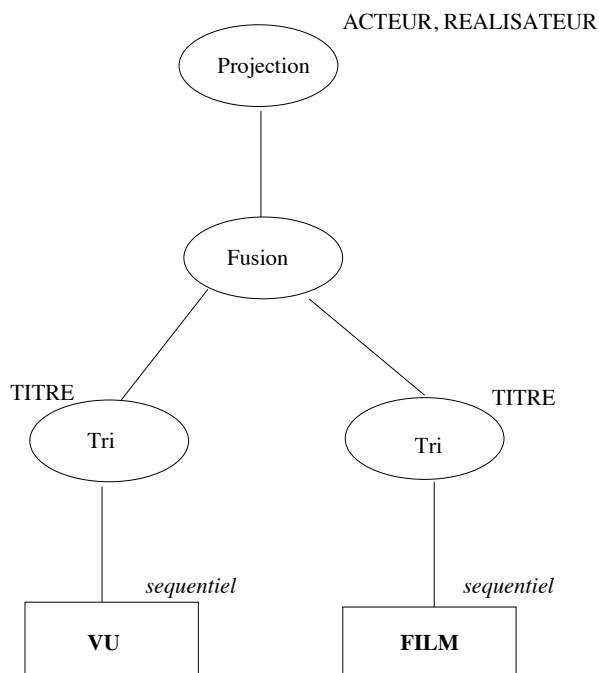 ACTEUR, REALISATEUR
Projection
Fusion
TITRE
TITRE
Tri
Tri
sequentiel
sequentiel
VU
FILM